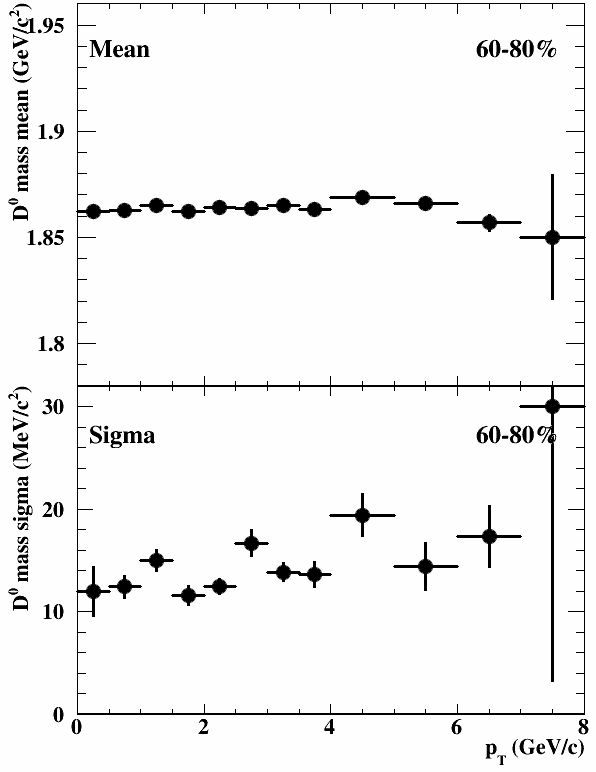 D⁰ mass mean (GeV/c²)
1.95
1.9
1.85
1.8
Mean
60-80%
D⁰ mass sigma (MeV/c²)
30
20
10
0
Sigma
60-80%
0 2 4 6 8
p_T (GeV/c)